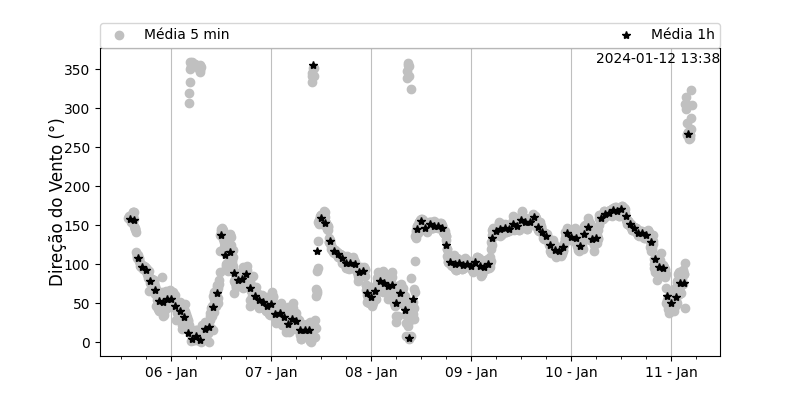 Média 5 min
Média 1h
2024-01-12 13:38
Direção do Vento (°)
350
300
250
200
150
100
50
0
06 - Jan
07 - Jan
08 - Jan
09 - Jan
10 - Jan
11 - Jan